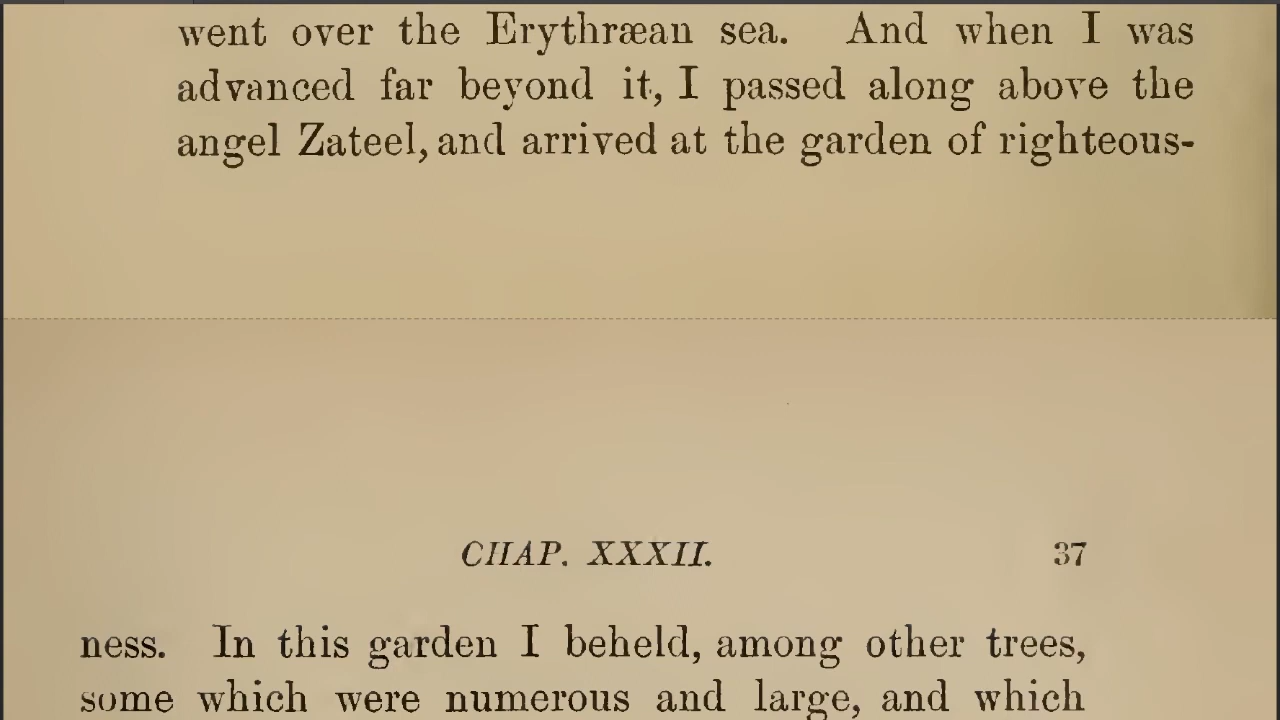 went over the Erythræan sea. And when I was
advanced far beyond it, I passed along above the
angel Zateel, and arrived at the garden of righteous-
CHAP. XXXII. 37
ness. In this garden I beheld, among other trees,
some which were numerous and large, and which